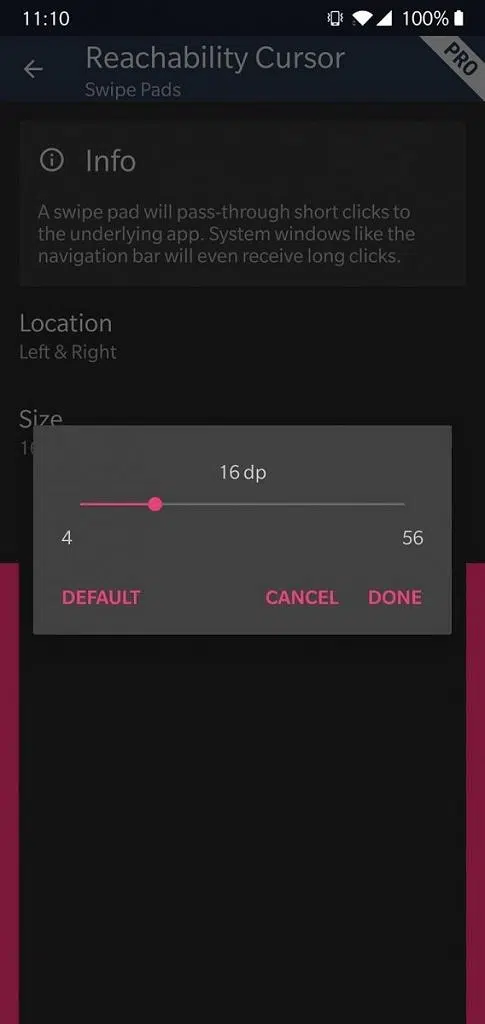 11:10 100%
Reachability Cursor
PRO
Swipe Pads
Info
A swipe pad will pass-through short clicks to
the underlying app. System windows like the
navigation bar will even receive long clicks.
Location
Left & Right
Size
16 dp
4 56
DEFAULT CANCEL DONE